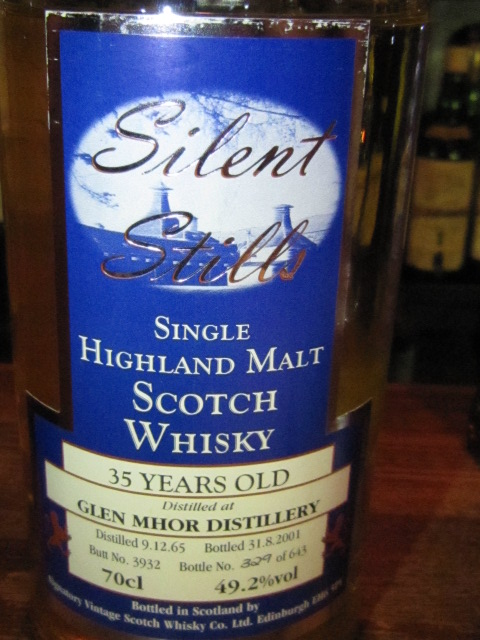 Silent
Stills
SINGLE
HIGHLAND MALT
SCOTCH
WHISKY
35 YEARS OLD
Distilled at
GLEN MHOR DISTILLERY
Distilled 9.12.65 Bottled 31.8.2001
Butt No. 3932 Bottle No. 329 of 643
70cl 49.2%vol
Bottled in Scotland by
Signatory Vintage Scotch Whisky Co. Ltd. Edinburgh